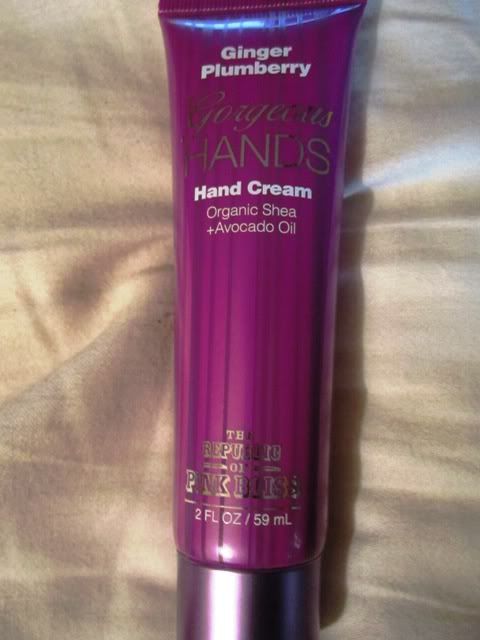 Ginger
Plumberry
Gorgeous
HANDS
Hand Cream
Organic Shea
+Avocado Oil
THE
REPUBLIC
OF
PINK BLISS
2 FL OZ / 59 mL